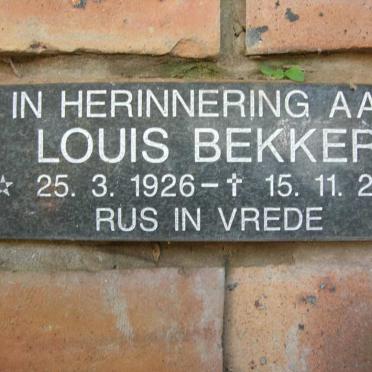 IN HERINNERING AA
LOUIS BEKKER
☆ 25. 3. 1926 – ✝ 15. 11. 2
RUS IN VREDE